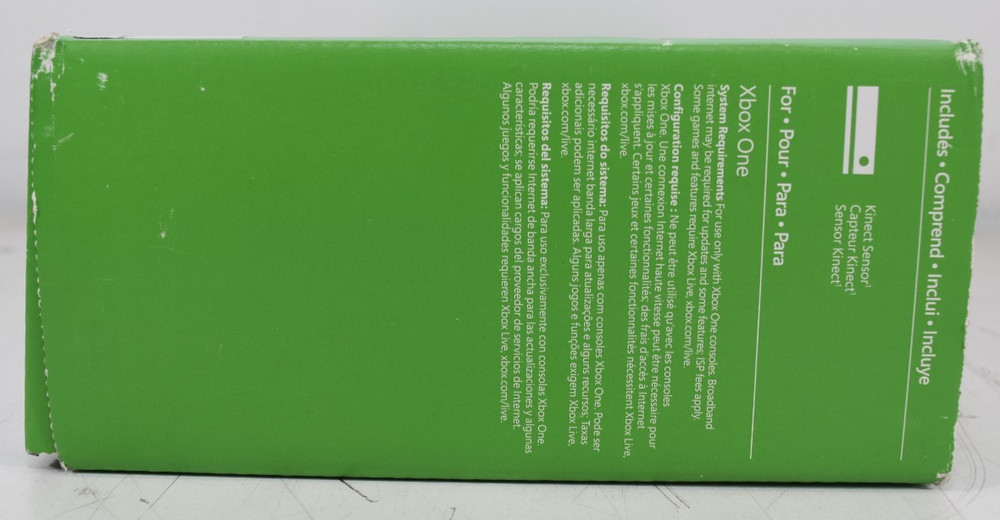 Includés • Comprend • Inclui • Incluye
Kinect Sensor¹
Capteur Kinect¹
Sensor Kinect¹
For • Pour • Para • Para
Xbox One
System Requirements For use only with Xbox One consoles; Broadband
internet may be required for updates and some features; ISP fees apply.
Some games and features require Xbox Live, xbox.com/live.
Configuration requise : Ne peut être utilisé qu'avec les consoles
Xbox One. Une connexion Internet haute vitesse peut être nécessaire pour
les mises à jour et certaines fonctionnalités; des frais d'accès à Internet
s'appliquent. Certains jeux et certaines fonctionnalités nécessitent Xbox Live,
xbox.com/live.
Requisitos do sistema: Para uso apenas com consoles Xbox One. Pode ser
necessário internet banda larga para atualizações e alguns recursos; Taxas
adicionais podem ser aplicadas. Alguns jogos e funções exigem Xbox Live,
xbox.com/live.
Requisitos del sistema: Para uso exclusivamente con consolas Xbox One.
Podría requerirse Internet de banda ancha para las actualizaciones y algunas
características; se aplican cargos del proveedor de servicios de Internet.
Algunos juegos y funcionalidades requieren Xbox Live, xbox.com/live.